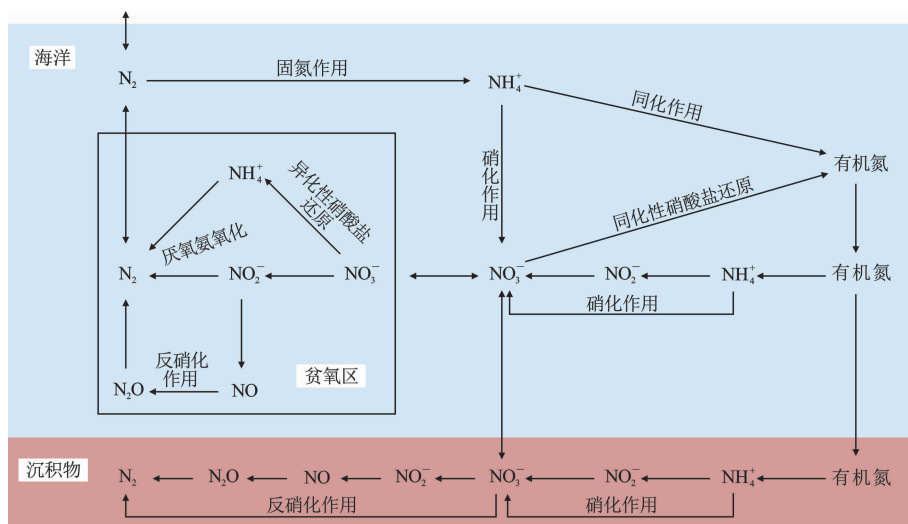 海洋
N₂
固氮作用
NH₄⁺
同化作用
有机氮
硝化作用
NH₄⁺
异化性硝酸盐
还原
同化性硝酸盐还原
厌氧氨氧化
N₂
NO₂⁻
NO₃⁻
NO₃⁻
NO₂⁻
NH₄⁺
有机氮
硝化作用
反硝化
作用
贫氧区
N₂O
NO
沉积物
N₂
N₂O
NO
NO₂⁻
NO₃⁻
NO₂⁻
NH₄⁺
有机氮
反硝化作用
硝化作用